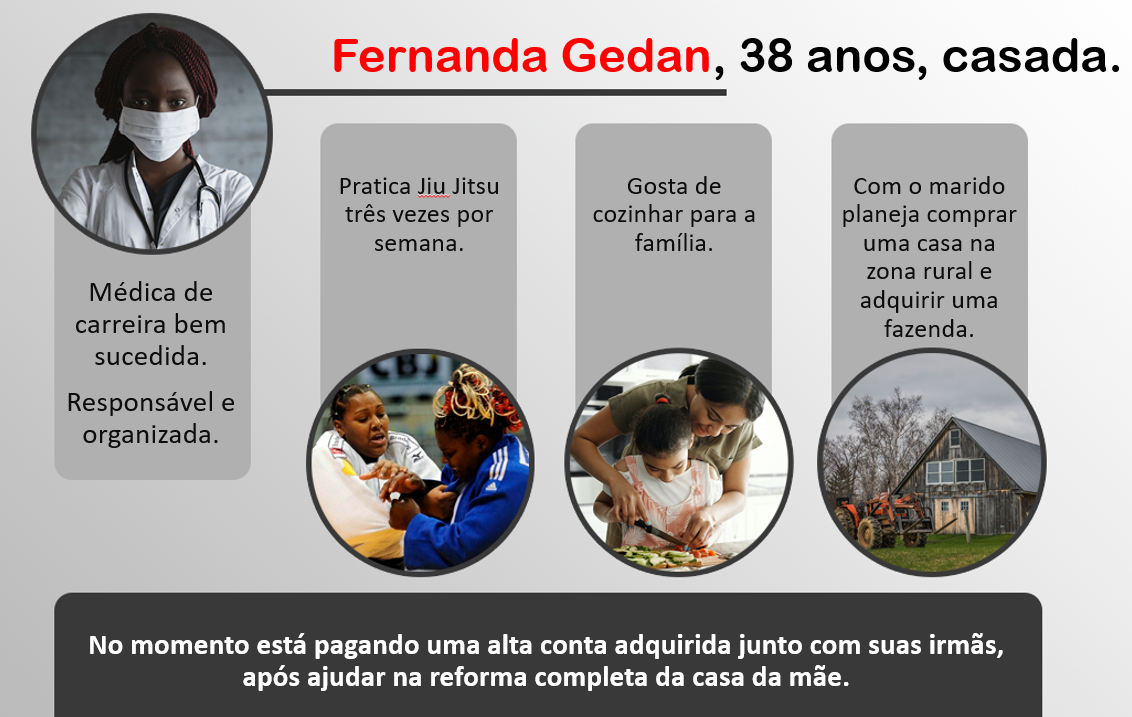 Fernanda Gedan, 38 anos, casada.
Médica de
carreira bem
sucedida.
Responsável e
organizada.
Pratica Jiu Jitsu
três vezes por
semana.
Gosta de
cozinhar para a
família.
Com o marido
planeja comprar
uma casa na
zona rural e
adquirir uma
fazenda.
CBJ
No momento está pagando uma alta conta adquirida junto com suas irmãs,
após ajudar na reforma completa da casa da mãe.